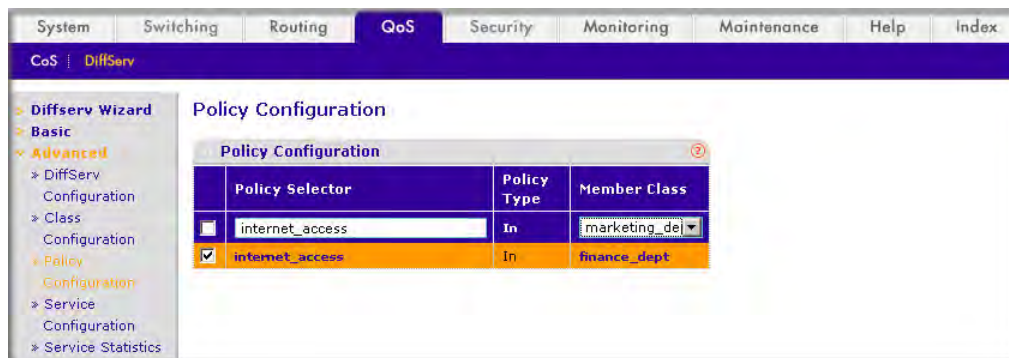 System Switching Routing QoS Security Monitoring Maintenance Help Index
CoS | DiffServ
Diffserv Wizard
Basic
Advanced
» DiffServ
Configuration
» Class
Configuration
» Policy
Configuration
» Service
Configuration
» Service Statistics
Policy Configuration
Policy Configuration ?
Policy Selector Policy Type Member Class
internet_access In marketing_de
internet_access In finance_dept